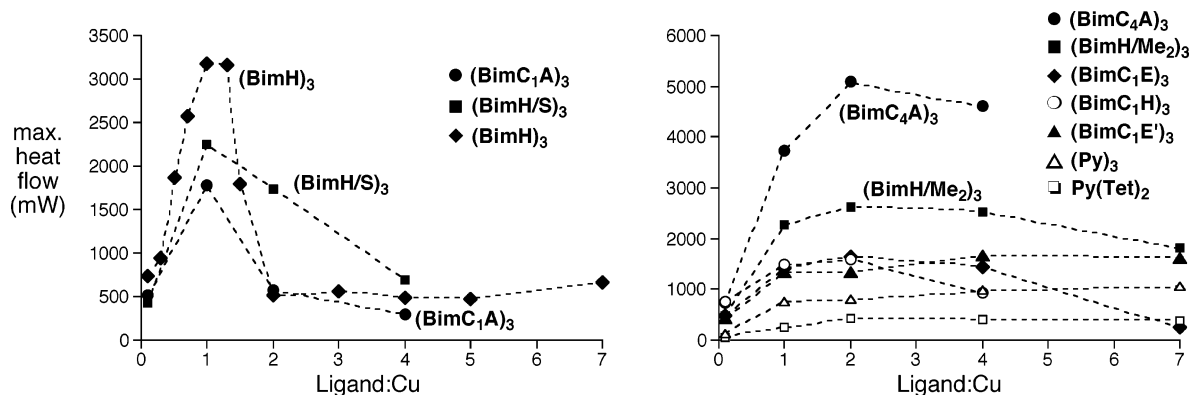 3500
3000
2500
2000
1500
1000
500
0
max.
heat
flow
(mW)
0 1 2 3 4 5 6 7
Ligand:Cu
(BimH)3
(BimH/S)3
(BimC1A)3
(BimC1A)3
(BimH/S)3
(BimH)3
6000
5000
4000
3000
2000
1000
0
0 1 2 3 4 5 6 7
Ligand:Cu
(BimC4A)3
(BimH/Me2)3
(BimC4A)3
(BimH/Me2)3
(BimC1E)3
(BimC1H)3
(BimC1E')3
(Py)3
Py(Tet)2